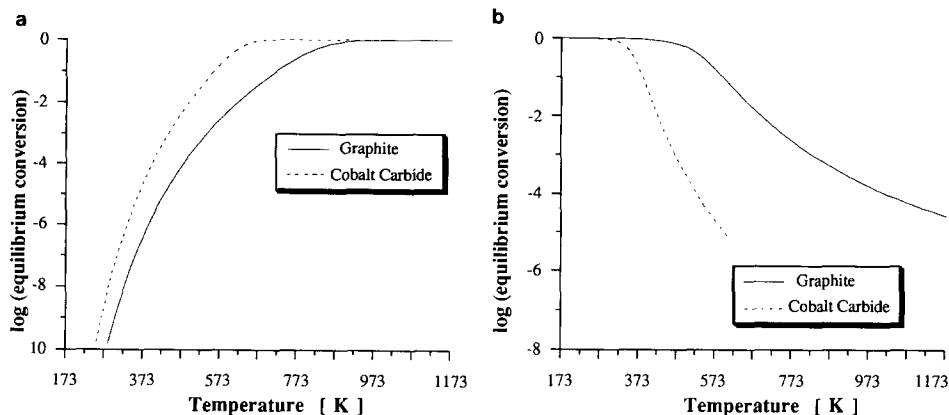 a
log (equilibrium conversion)
0
-2
-4
-6
-8
10
Graphite
Cobalt Carbide
173 373 573 773 973 1173
Temperature [ K ]
b
log (equilibrium conversion)
0
-2
-4
-6
-8
Graphite
Cobalt Carbide
173 373 573 773 973 1173
Temperature [ K ]